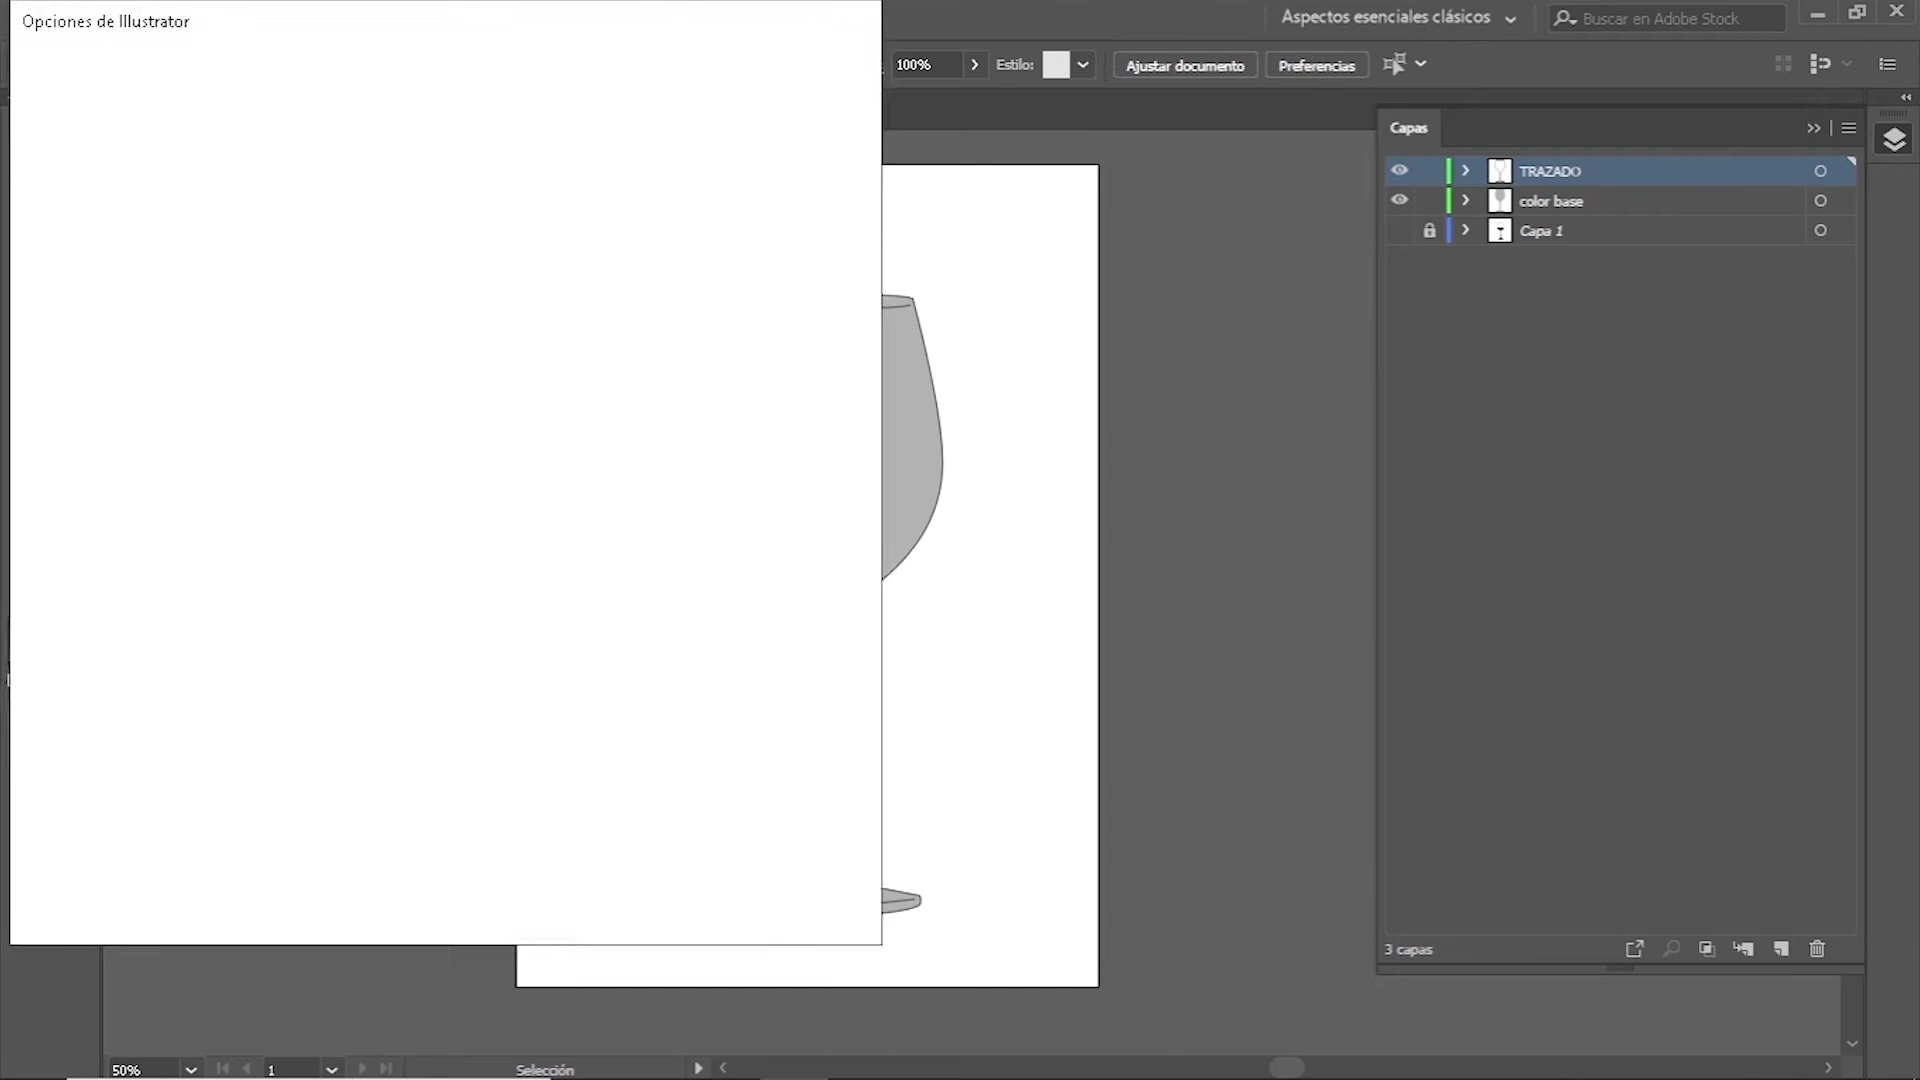 Opciones de Illustrator
Aspectos esenciales clásicos
Buscar en Adobe Stock
100%
Estilo:
Ajustar documento
Preferencias
Capas
TRAZADO
color base
Capa 1
3 capas
50%
1
Selección